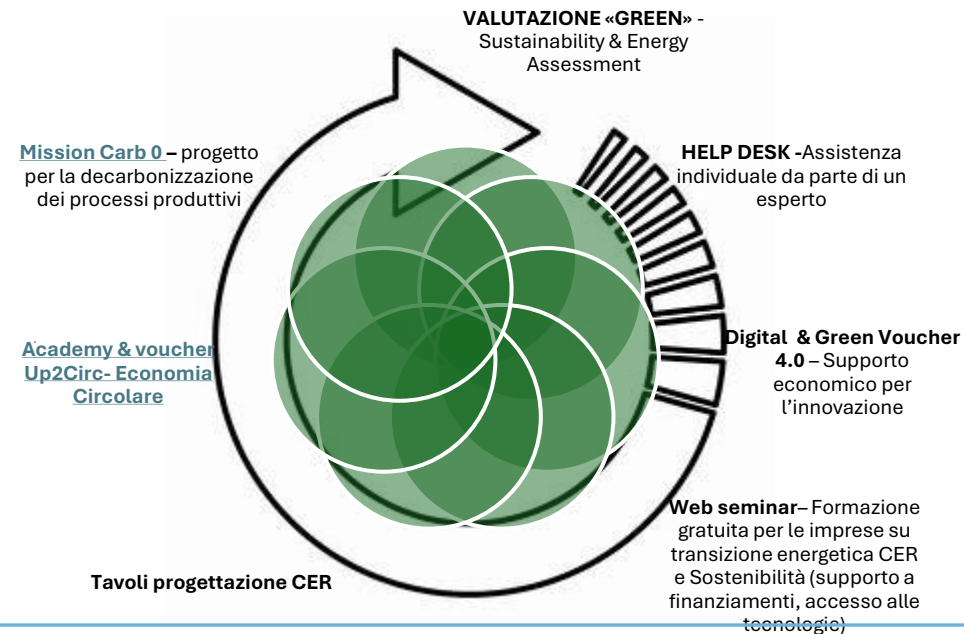 VALUTAZIONE «GREEN» -
Sustainability & Energy
Assessment
HELP DESK -Assistenza
individuale da parte di un
esperto
Digital & Green Voucher
4.0 – Supporto
economico per
l’innovazione
Web seminar– Formazione
gratuita per le imprese su
transizione energetica CER
e Sostenibilità (supporto a
finanziamenti, accesso alle
tecnologie)
Tavoli progettazione CER
Academy & voucher
Up2Circ- Economia
Circolare
Mission Carb 0 – progetto
per la decarbonizzazione
dei processi produttivi